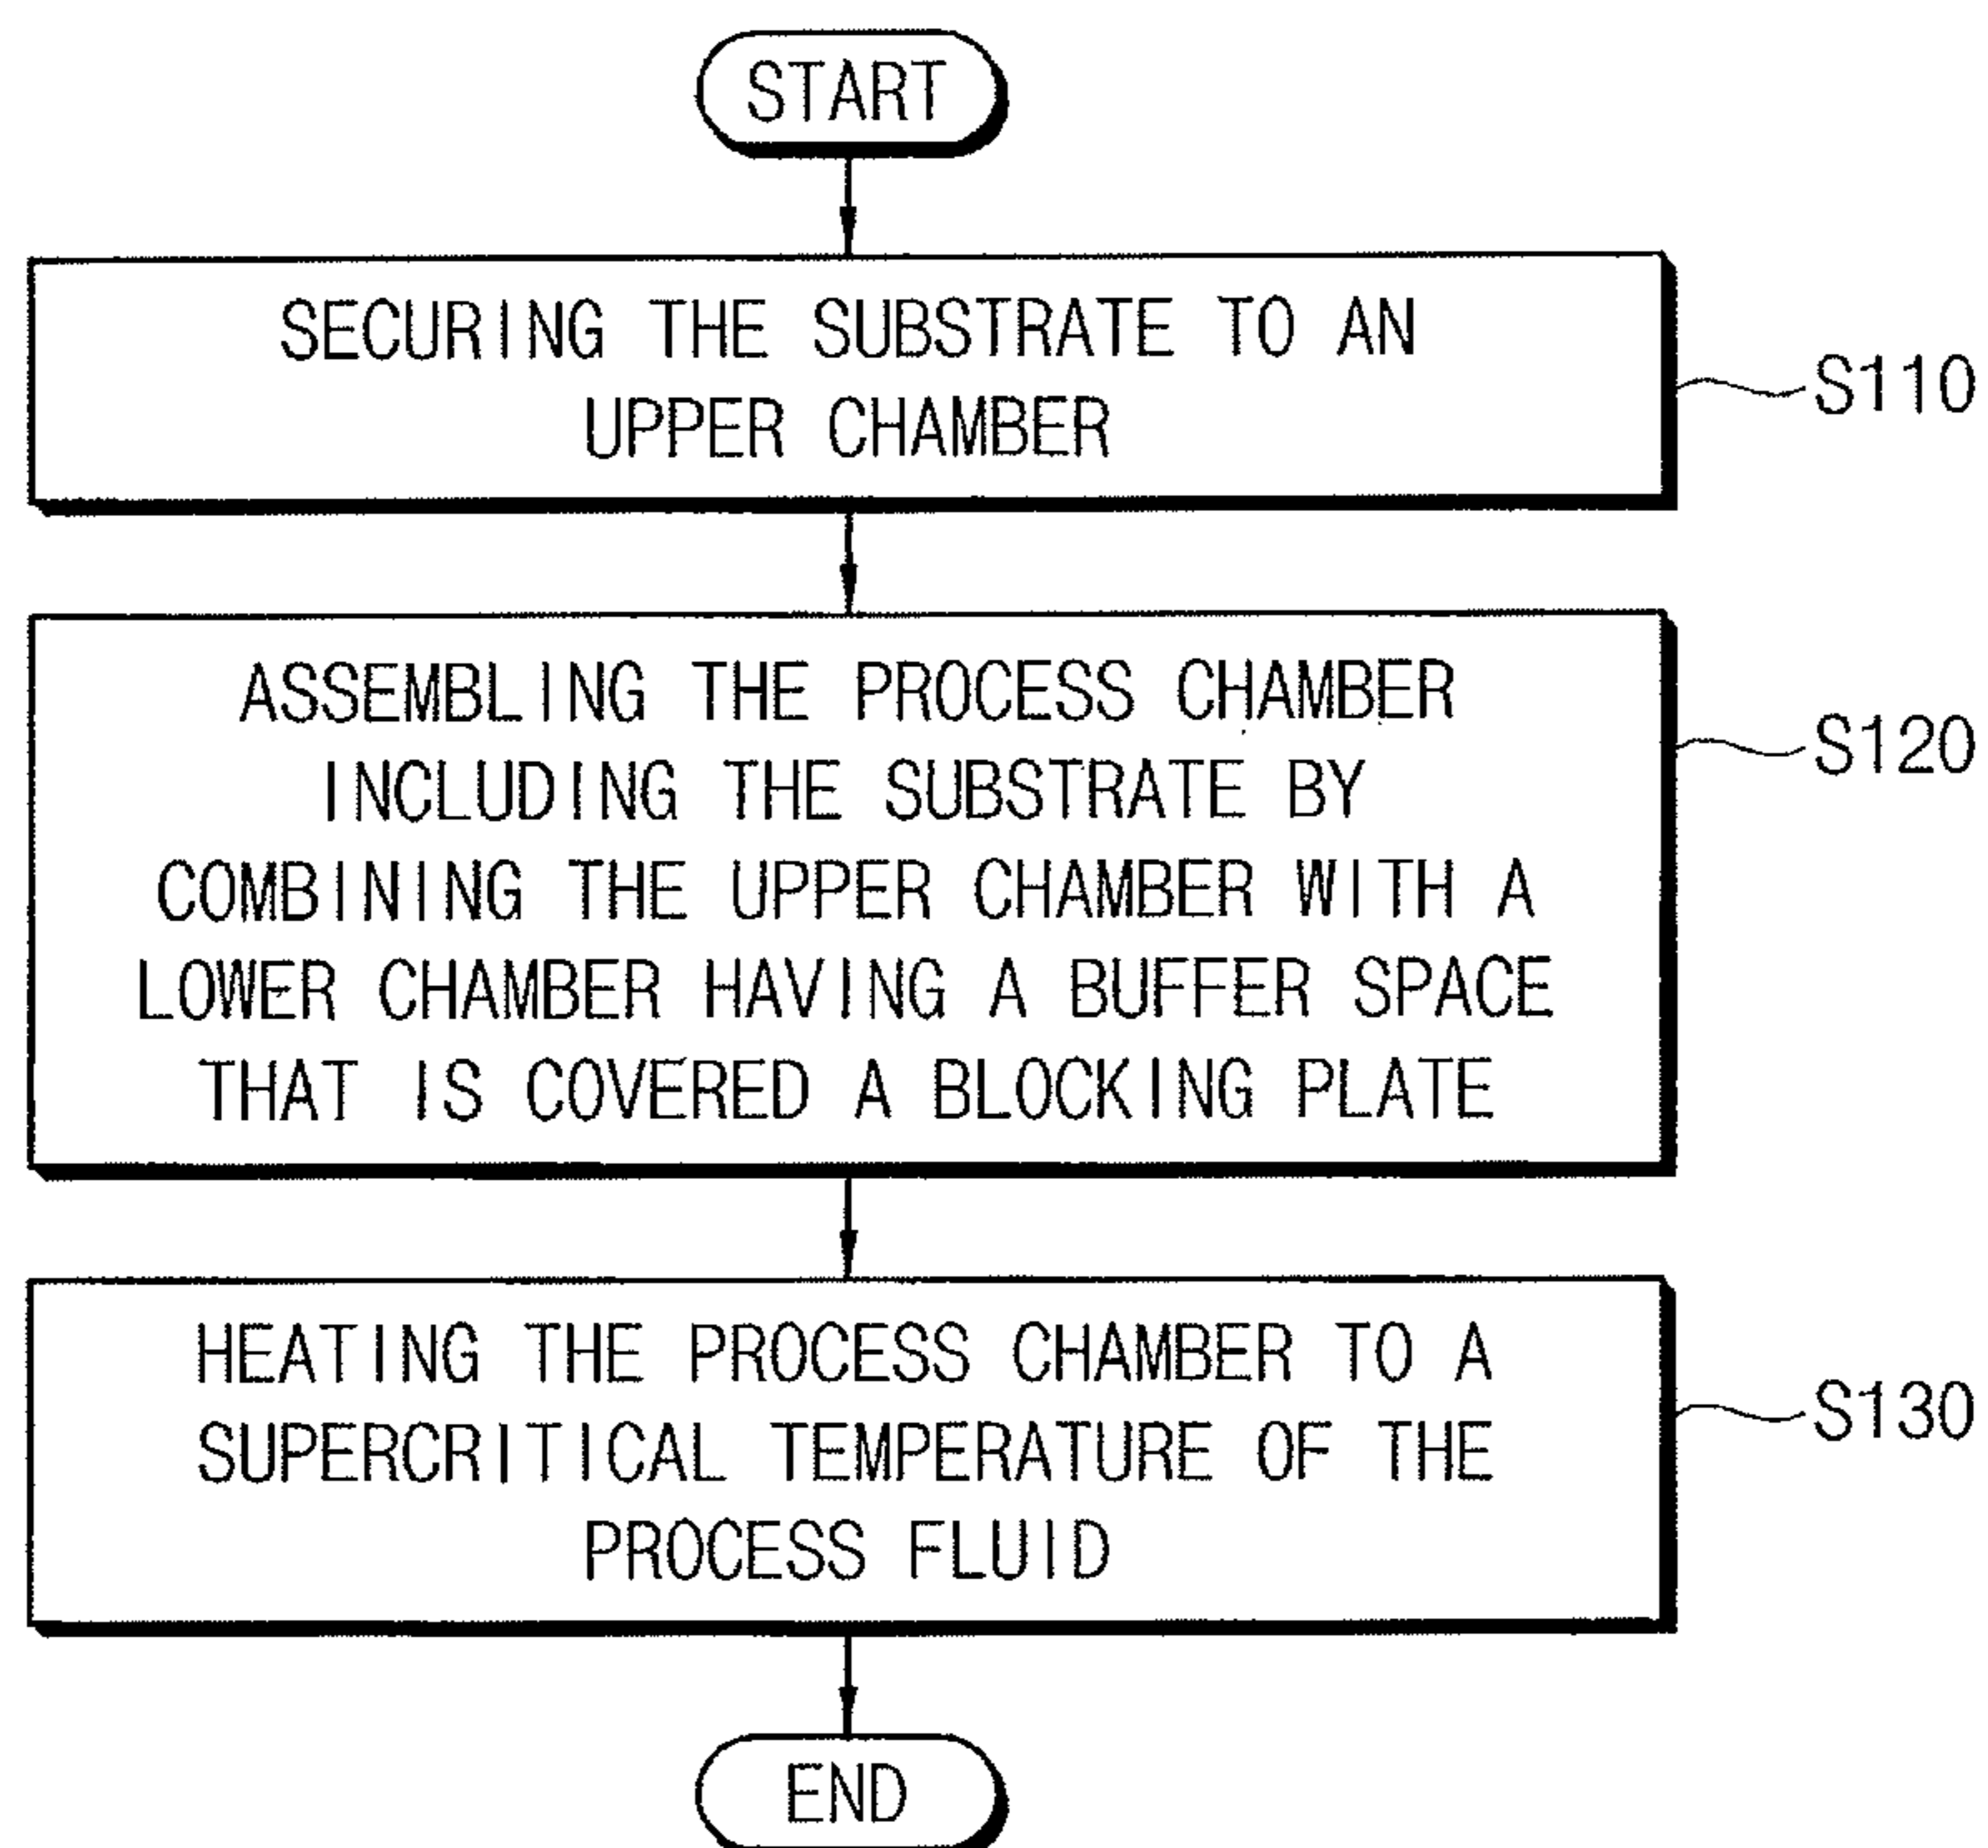 START
SECURING THE SUBSTRATE TO AN
UPPER CHAMBER
S110
ASSEMBLING THE PROCESS CHAMBER
INCLUDING THE SUBSTRATE BY
COMBINING THE UPPER CHAMBER WITH A
LOWER CHAMBER HAVING A BUFFER SPACE
THAT IS COVERED A BLOCKING PLATE
S120
HEATING THE PROCESS CHAMBER TO A
SUPERCRITICAL TEMPERATURE OF THE
PROCESS FLUID
S130
END